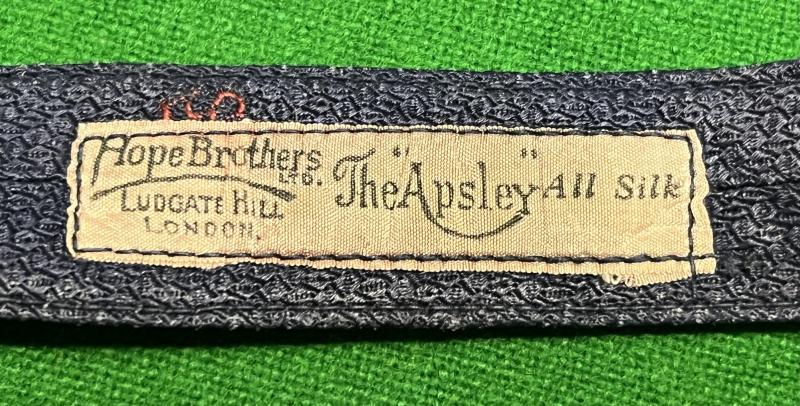 Hope Brothers LTD.
LUDGATE HILL
LONDON.
The "Apsley" All Silk